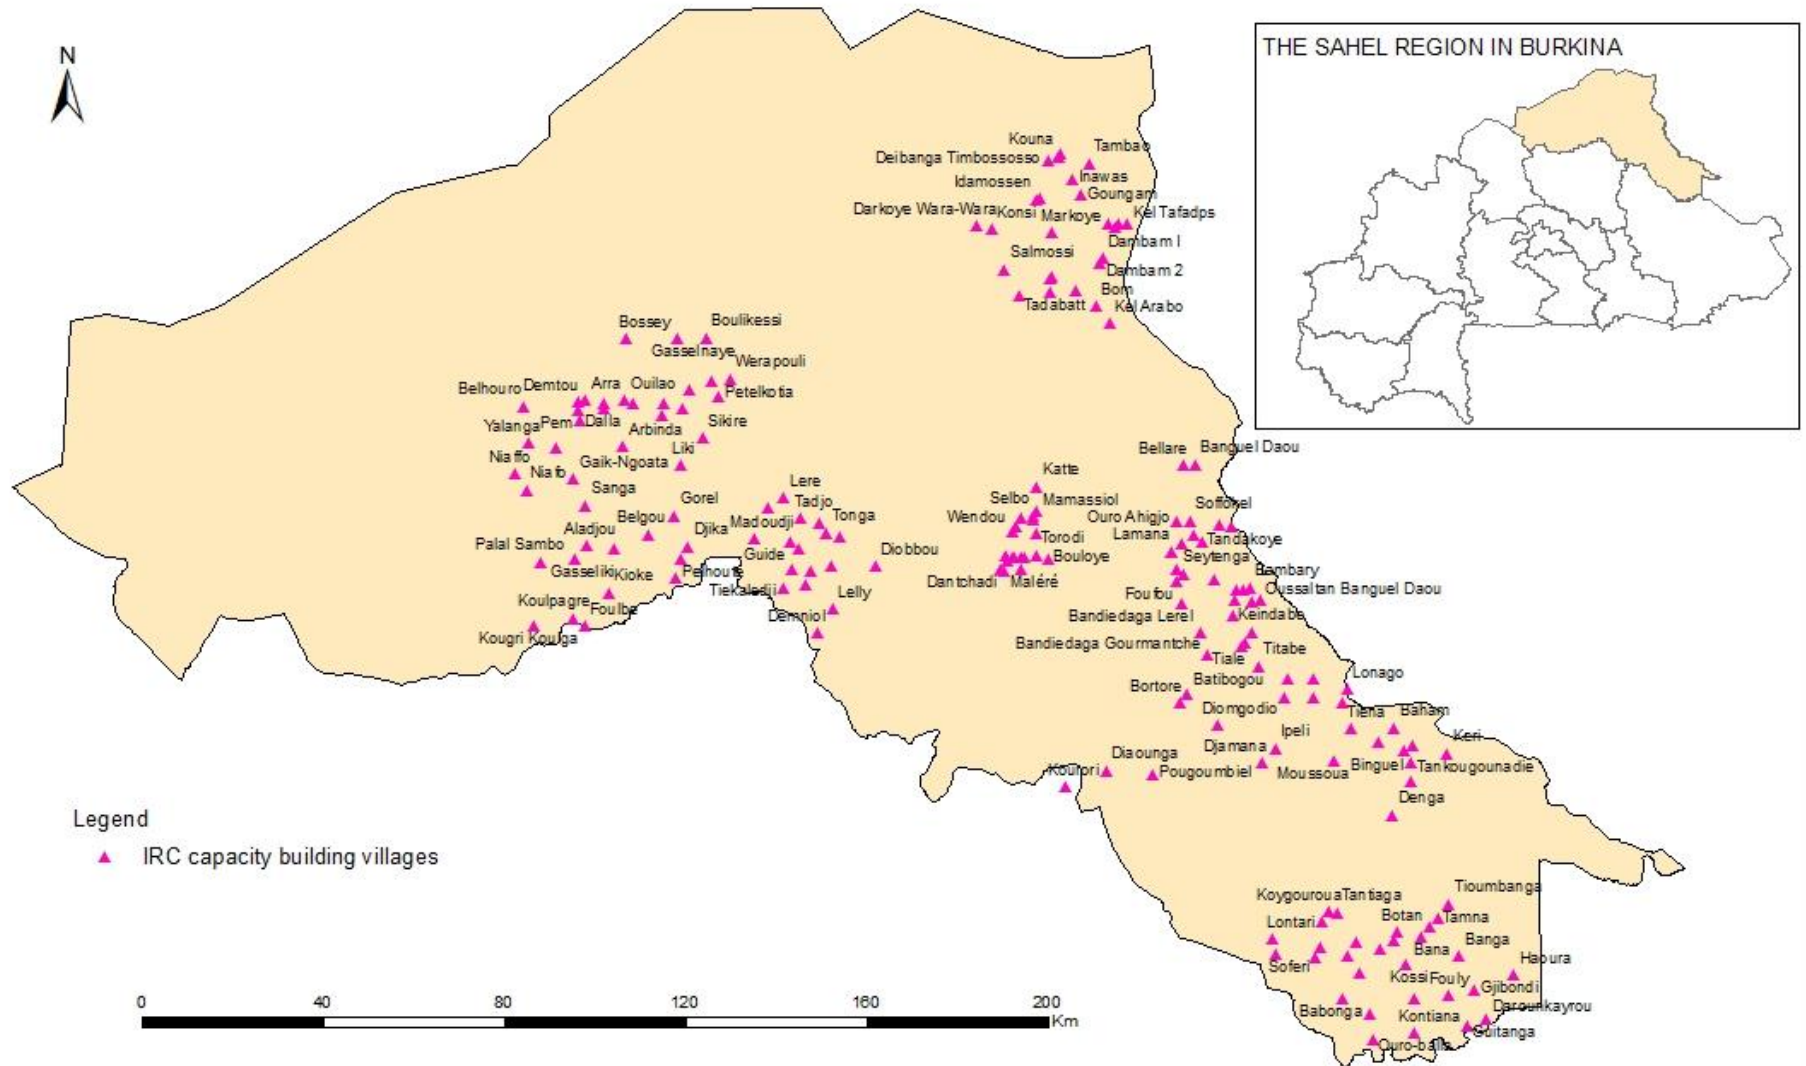 THE SAHEL REGION IN BURKINA
N
Kouna
Tambao
Deibanga Timbossosso
Inawas
Idamossen
Goungam
Darkoye Wara-Wara
Konsi
Markoye
Kel Tafadps
Dambam I
Salmossi
Dambam 2
Bom
Tadabatt
Kel Arabo
Bossey
Boulikessi
Gasselnaye
Werapouli
Belhouro
Demtou
Arra
Ouilao
Petelkotia
Yalanga
Pem
Dalla
Arbinda
Sikire
Liki
Niaffo
Niafo
Gaik-Ngoata
Sanga
Gorel
Belgou
Aladjou
Djika
Palal Sambo
Gasseliki
Kioke
Pelhoute
Koulpagre
Foulbe
Kougri Koulga
Lere
Tadjo
Madoudji
Tonga
Guide
Diobbou
Tiekaledji
Lelly
Demniol
Katte
Selbo
Mamassiol
Wendou
Torodi
Bouloye
Dantchadi
Maléré
Bellare
Banguel Daou
Soffokel
Ouro Ahigjo
Lamana
Tandakoye
Seytenga
Bambary
Foufou
Oussaltan Banguel Daou
Bandiedaga Lerel
Keindabe
Bandiedaga Gourmantche
Titabe
Tiale
Batibogou
Lonago
Bortore
Diomgodio
Tiena
Baham
Ipeli
Keri
Djamana
Diaounga
Kourori
Pougoumbiel
Moussoua
Binguel
Tankougounadie
Denga
Legend
IRC capacity building villages
Tioumbanga
Koygouroua
Tantiaga
Botan
Tamna
Lontari
Banga
Bana
Haoura
Soferi
Kossi
Fouly
Gjibondi
Babonga
Kontiana
Darounkayrou
Guitanga
Ouro-balla
0 40 80 120 160 200
Km